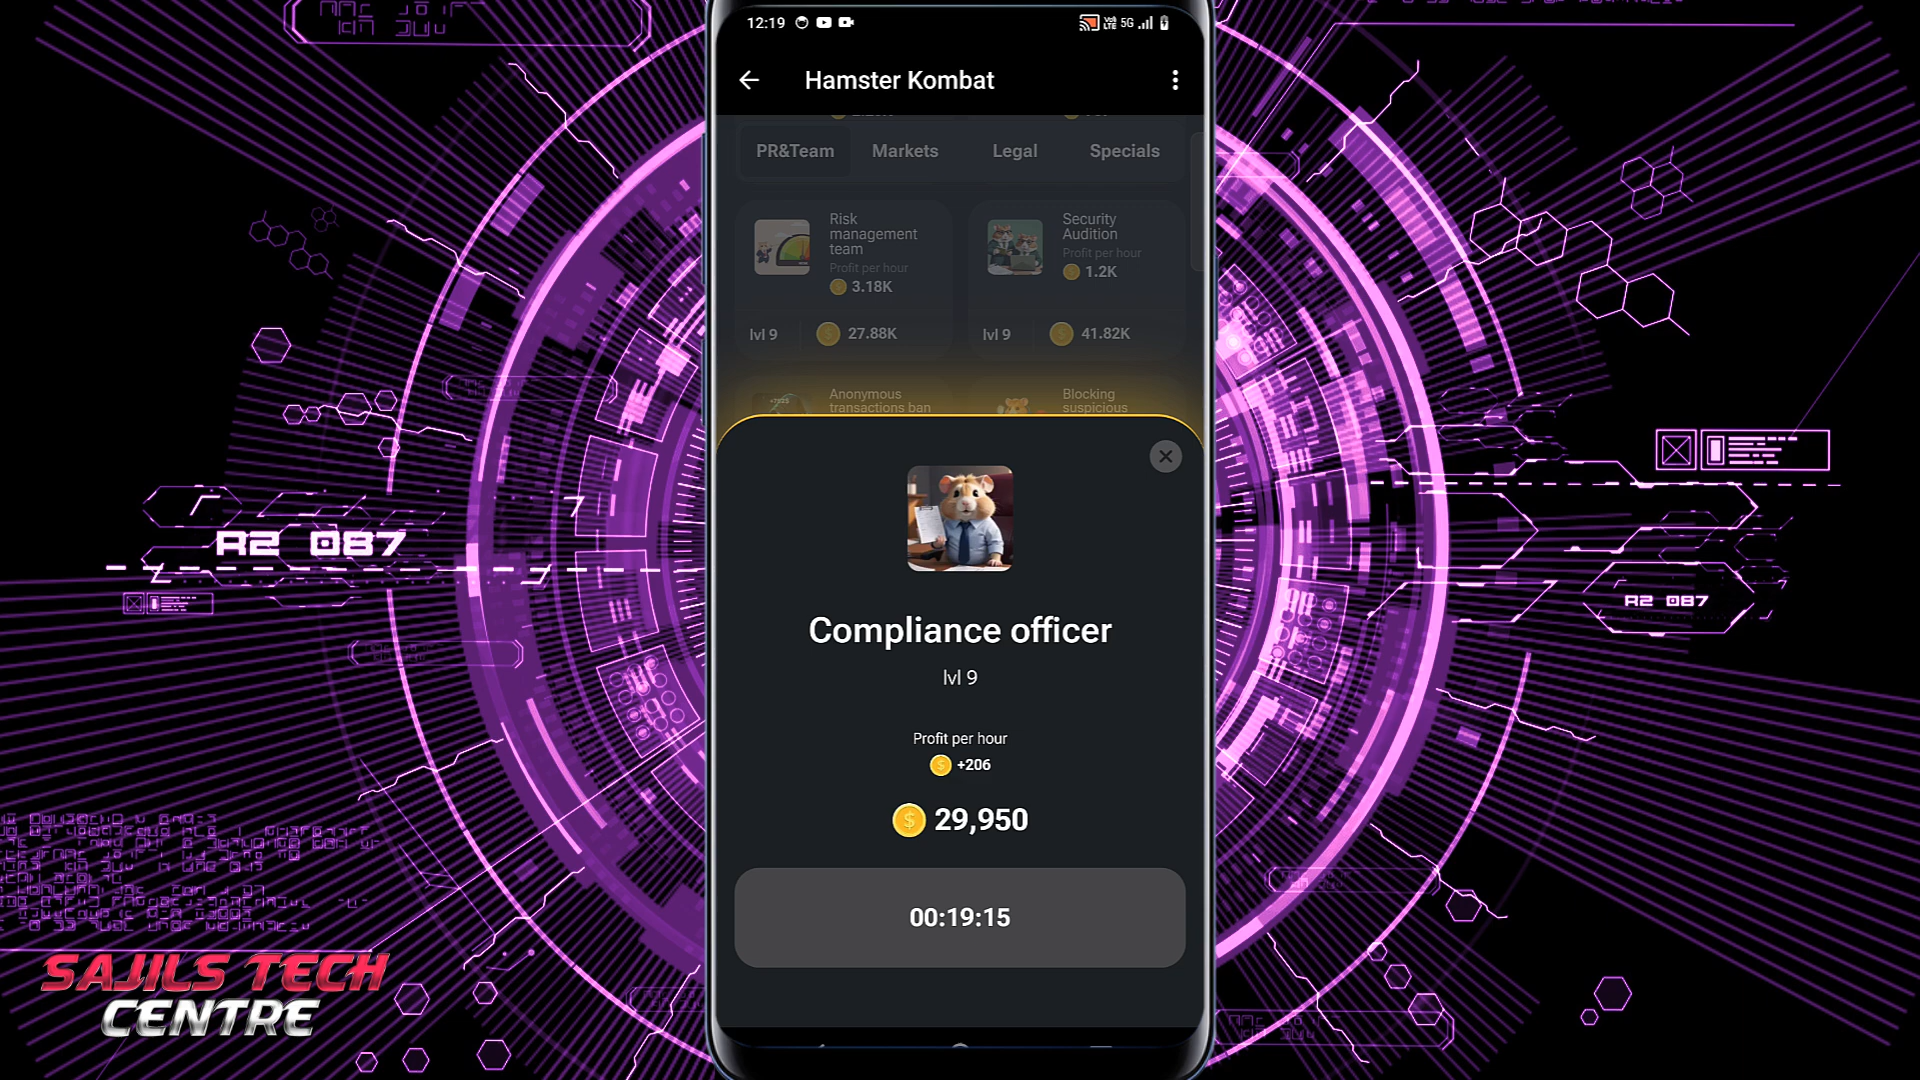 12:19
5G
Hamster Kombat
PR&Team
Markets
Legal
Specials
Risk
management
team
Profit per hour
3.18K
lvl 9
27.88K
Security
Audition
Profit per hour
1.2K
lvl 9
41.82K
Anonymous
transactions ban
Blocking
suspicious
Compliance officer
lvl 9
Profit per hour
+206
29,950
00:19:15
R2 087
R2 087
SAJILS TECH
CENTRE